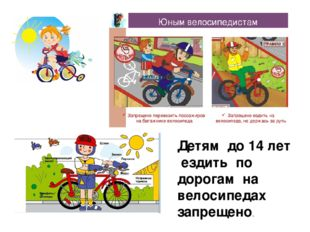 Юным велосипедистам
Запрещено перевозить пассажиров
на багажнике велосипеда
Запрещено ездить на
велосипеде, не держась за руль
Детям до 14 лет
ездить по
дорогам на
велосипедах
запрещено.